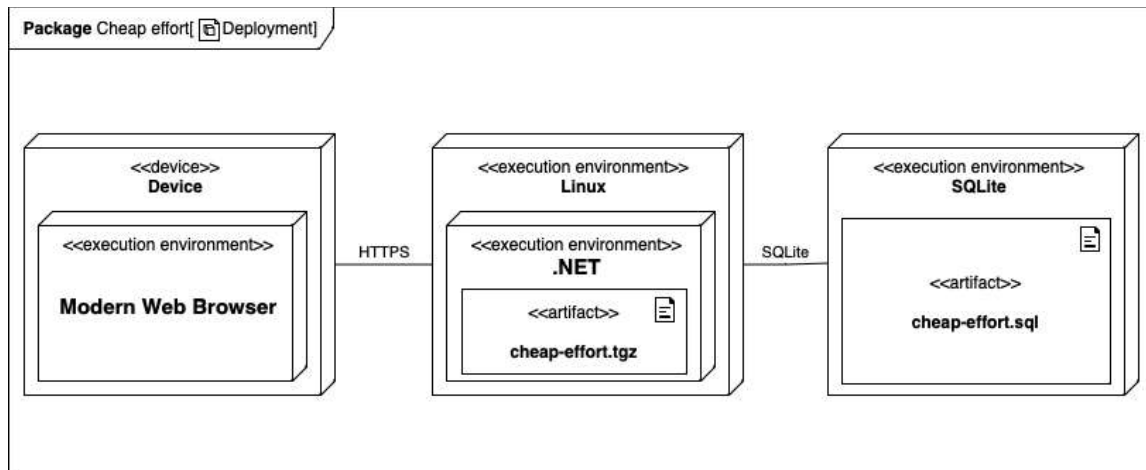 Package Cheap effort[ Deployment]
<<device>>
Device
<<execution environment>>
Modern Web Browser
HTTPS
<<execution environment>>
Linux
<<execution environment>>
.NET
<<artifact>>
cheap-effort.tgz
SQLite
<<execution environment>>
SQLite
<<artifact>>
cheap-effort.sql